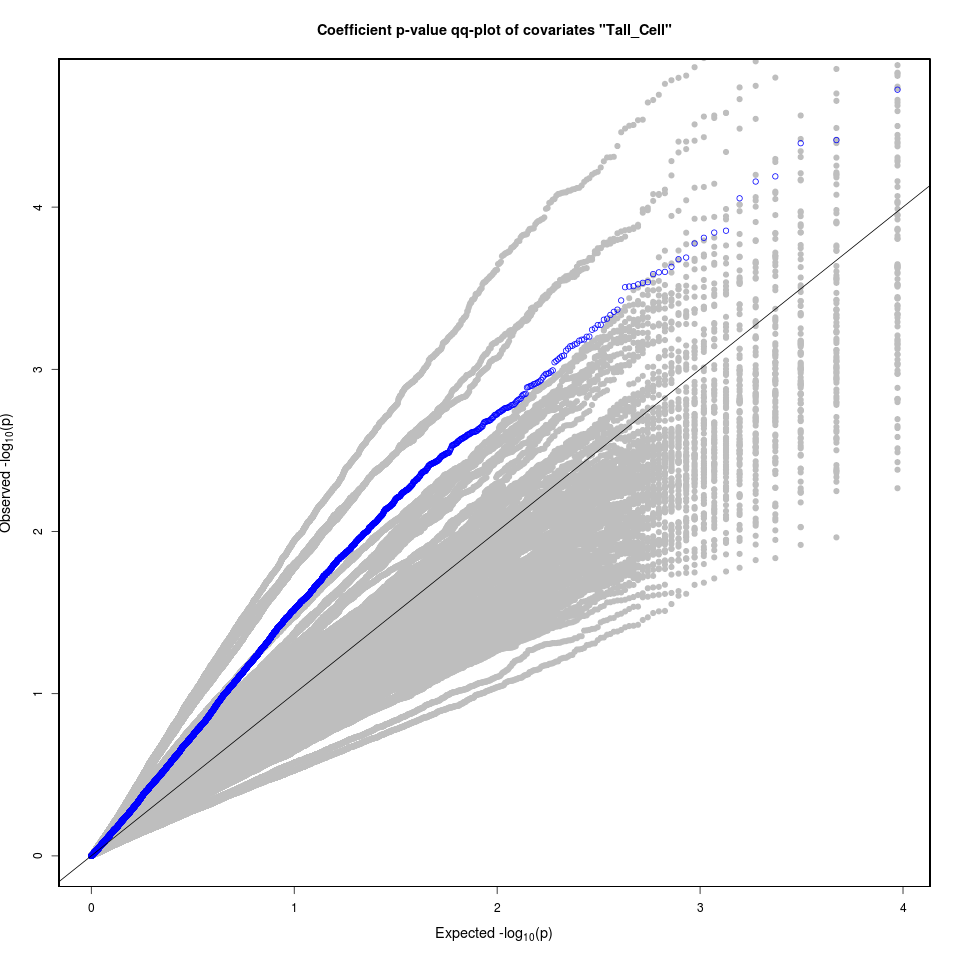 Coefficient p-value qq-plot of covariates "Tall_Cell"
Observed -log10(p)
4
3
2
1
0
0 1 2 3 4
Expected -log10(p)